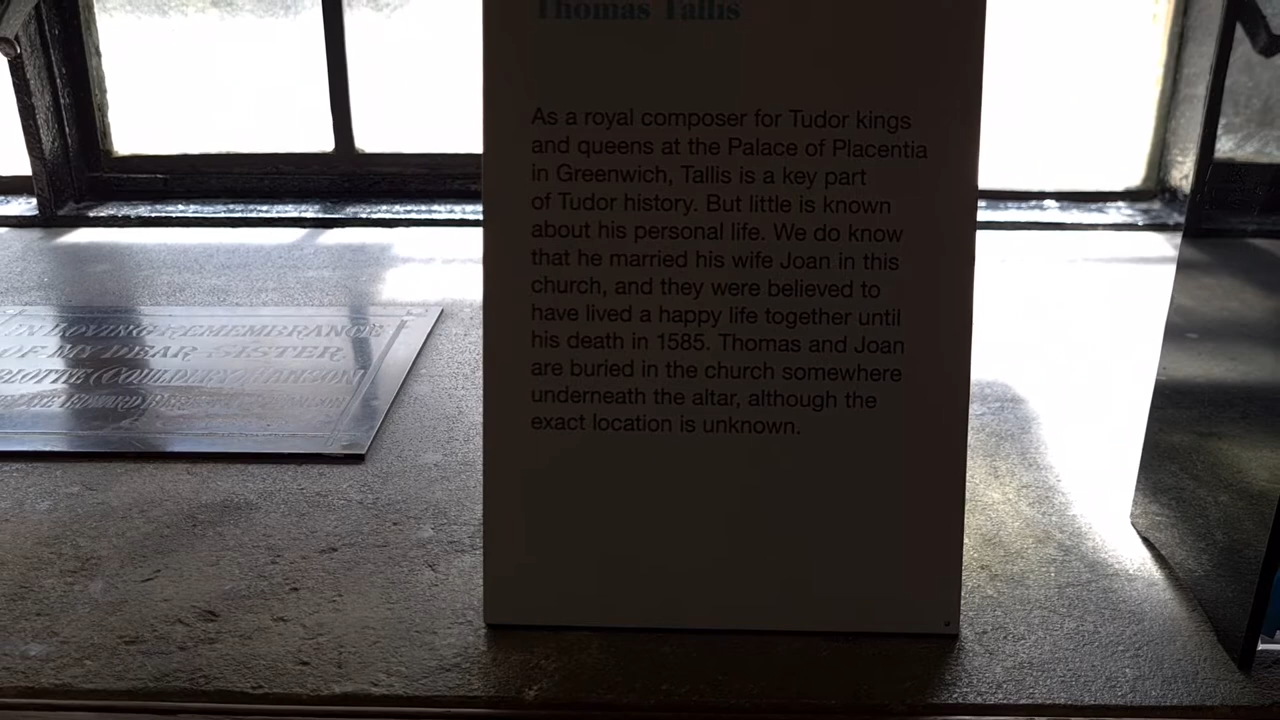 Thomas Tallis
As a royal composer for Tudor kings
and queens at the Palace of Placentia
in Greenwich, Tallis is a key part
of Tudor history. But little is known
about his personal life. We do know
that he married his wife Joan in this
church, and they were believed to
have lived a happy life together until
his death in 1585. Thomas and Joan
are buried in the church somewhere
underneath the altar, although the
exact location is unknown.
IN LOVING REMEMBRANCE
OF MY DEAR SISTER
(COULDERY)
EDWARD